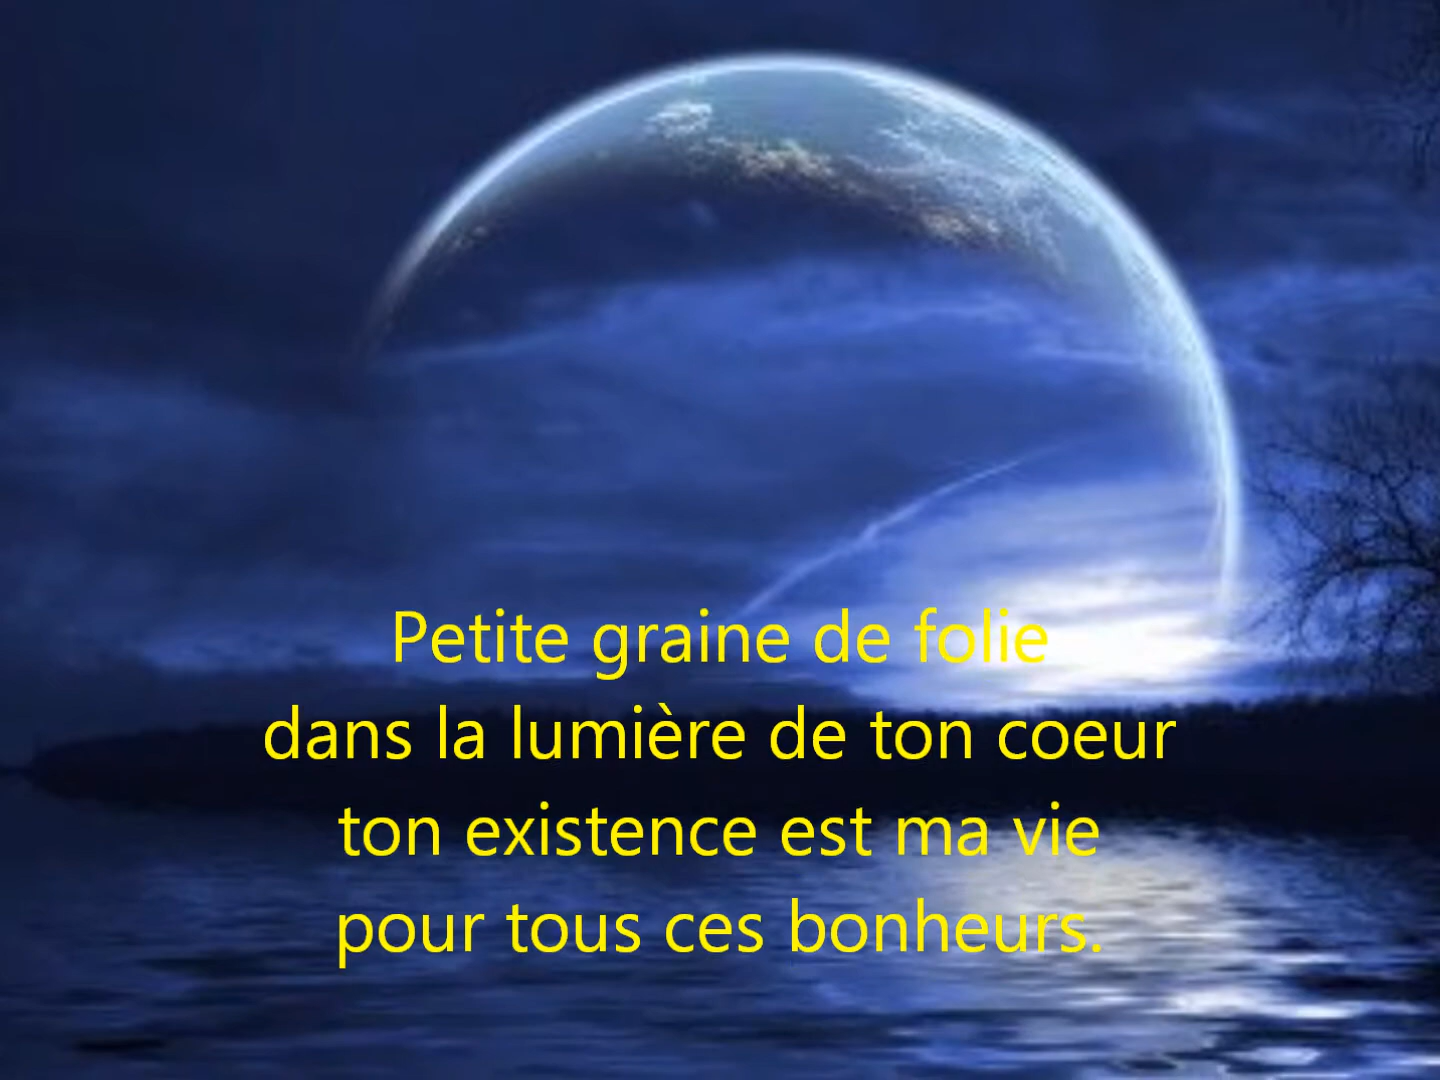 Petite graine de folie
dans la lumière de ton coeur
ton existence est ma vie
pour tous ces bonheurs.